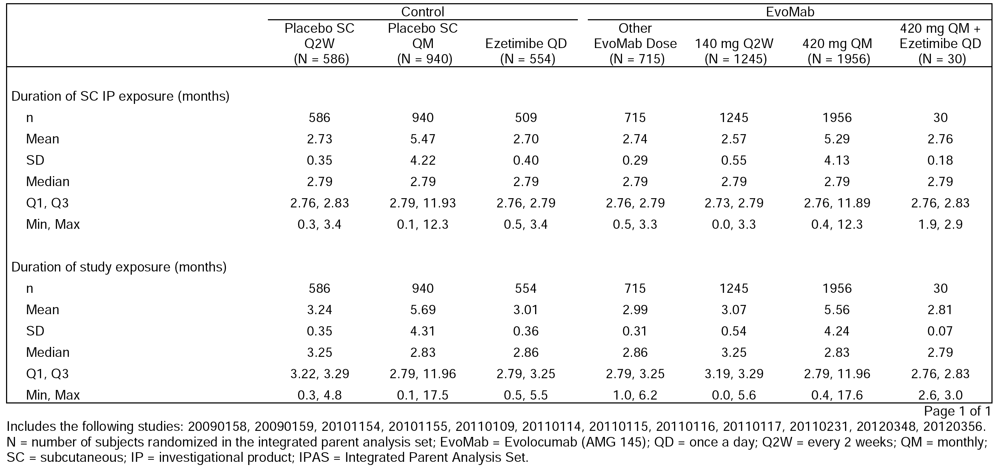 Control EvoMab
Placebo SC Placebo SC Other 420 mg QM +
Q2W QM Ezetimibe QD EvoMab Dose 140 mg Q2W 420 mg QM Ezetimibe QD
(N = 586) (N = 940) (N = 554) (N = 715) (N = 1245) (N = 1956) (N = 30)
Duration of SC IP exposure (months)
n 586 940 509 715 1245 1956 30
Mean 2.73 5.47 2.70 2.74 2.57 5.29 2.76
SD 0.35 4.22 0.40 0.29 0.55 4.13 0.18
Median 2.79 2.79 2.79 2.79 2.79 2.79 2.79
Q1, Q3 2.76, 2.83 2.79, 11.93 2.76, 2.79 2.76, 2.79 2.73, 2.79 2.76, 11.89 2.76, 2.83
Min, Max 0.3, 3.4 0.1, 12.3 0.5, 3.4 0.5, 3.3 0.0, 3.3 0.4, 12.3 1.9, 2.9
Duration of study exposure (months)
n 586 940 554 715 1245 1956 30
Mean 3.24 5.69 3.01 2.99 3.07 5.56 2.81
SD 0.35 4.31 0.36 0.31 0.54 4.24 0.07
Median 3.25 2.83 2.86 2.86 3.25 2.83 2.79
Q1, Q3 3.22, 3.29 2.79, 11.96 2.79, 3.25 2.79, 3.25 3.19, 3.29 2.79, 11.96 2.76, 2.83
Min, Max 0.3, 4.8 0.1, 17.5 0.5, 5.5 1.0, 6.2 0.0, 5.6 0.4, 17.6 2.6, 3.0
Page 1 of 1
Includes the following studies: 20090158, 20090159, 20101154, 20101155, 20110109, 20110114, 20110115, 20110116, 20110117, 20110231, 20120348, 20120356.
N = number of subjects randomized in the integrated parent analysis set; EvoMab = Evolocumab (AMG 145); QD = once a day; Q2W = every 2 weeks; QM = monthly;
SC = subcutaneous; IP = investigational product; IPAS = Integrated Parent Analysis Set.